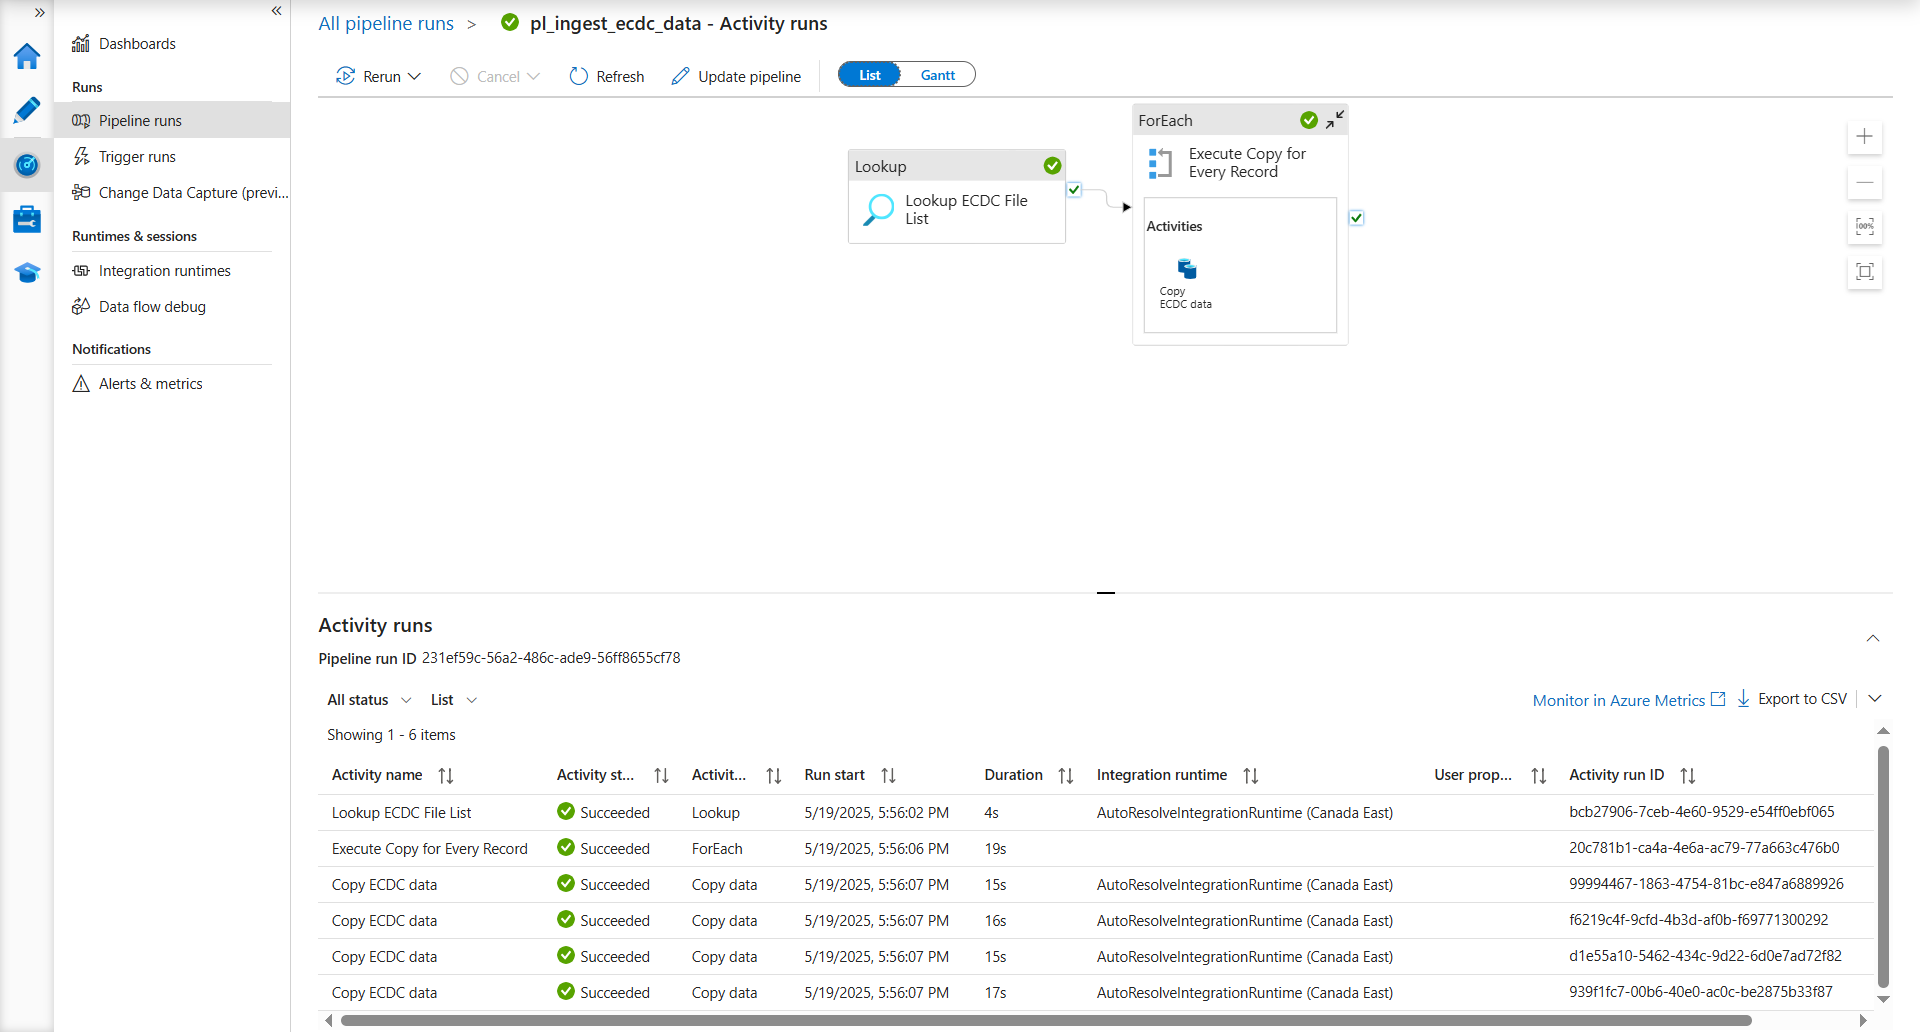 All pipeline runs > pl_ingest_ecdc_data - Activity runs
Rerun Cancel Refresh Update pipeline List Gantt
Dashboards
Runs
Pipeline runs
Trigger runs
Change Data Capture (previ...
Runtimes & sessions
Integration runtimes
Data flow debug
Notifications
Alerts & metrics
Lookup
Lookup ECDC File
List
ForEach
Execute Copy for
Every Record
Activities
Copy
ECDC data
100%
Activity runs
Pipeline run ID 231ef59c-56a2-486c-ade9-56ff8655cf78
All status List
Monitor in Azure Metrics Export to CSV
Showing 1 - 6 items
Activity name Activity st... Activit... Run start Duration Integration runtime User prop... Activity run ID
Lookup ECDC File List Succeeded Lookup 5/19/2025, 5:56:02 PM 4s AutoResolveIntegrationRuntime (Canada East) bcb27906-7ceb-4e60-9529-e54ff0ebf065
Execute Copy for Every Record Succeeded ForEach 5/19/2025, 5:56:06 PM 19s 20c781b1-ca4a-4e6a-ac79-77a663c476b0
Copy ECDC data Succeeded Copy data 5/19/2025, 5:56:07 PM 15s AutoResolveIntegrationRuntime (Canada East) 99994467-1863-4754-81bc-e847a6889926
Copy ECDC data Succeeded Copy data 5/19/2025, 5:56:07 PM 16s AutoResolveIntegrationRuntime (Canada East) f6219c4f-9cfd-4b3d-af0b-f69771300292
Copy ECDC data Succeeded Copy data 5/19/2025, 5:56:07 PM 15s AutoResolveIntegrationRuntime (Canada East) d1e55a10-5462-434c-9d22-6d0e7ad72f82
Copy ECDC data Succeeded Copy data 5/19/2025, 5:56:07 PM 17s AutoResolveIntegrationRuntime (Canada East) 939f1fc7-00b6-40e0-ac0c-be2875b33f87